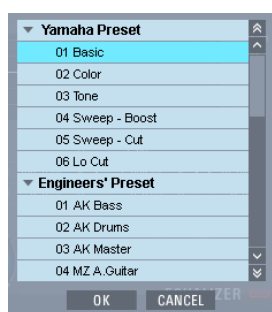 Yamaha Preset
01 Basic
02 Color
03 Tone
04 Sweep - Boost
05 Sweep - Cut
06 Lo Cut
Engineers' Preset
01 AK Bass
02 AK Drums
03 AK Master
04 MZ A.Guitar
OK CANCEL
EQUALIZER